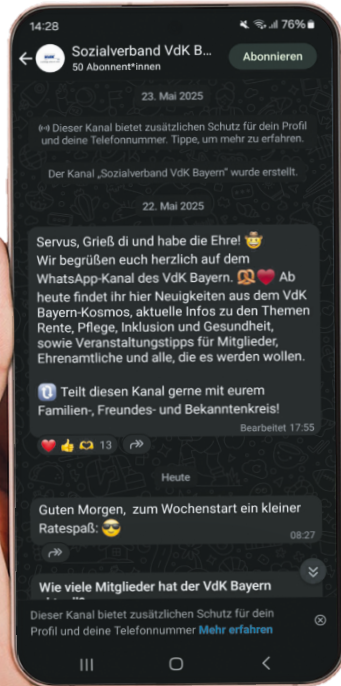 14:28
76%
Sozialverband VdK B...
50 Abonnent*innen
Abonnieren
23. Mai 2025
Dieser Kanal bietet zusätzlichen Schutz für dein Profil
und deine Telefonnummer. Tippe, um mehr zu erfahren.
Der Kanal „Sozialverband VdK Bayern“ wurde erstellt.
22. Mai 2025
Servus, Grieß di und habe die Ehre! 🤠
Wir begrüßen euch herzlich auf dem
WhatsApp-Kanal des VdK Bayern. 🥨❤️ Ab
heute findet ihr hier Neuigkeiten aus dem VdK
Bayern-Kosmos, aktuelle Infos zu den Themen
Rente, Pflege, Inklusion und Gesundheit,
sowie Veranstaltungstipps für Mitglieder,
Ehrenamtliche und alle, die es werden wollen.
🔃 Teilt diesen Kanal gerne mit eurem
Familien-, Freundes- und Bekanntenkreis!
Bearbeitet 17:55
❤️👍🫶 13
Heute
Guten Morgen, zum Wochenstart ein kleiner
Ratespaß: 😎
08:27
Wie viele Mitglieder hat der VdK Bayern
Dieser Kanal bietet zusätzlichen Schutz für dein
Profil und deine Telefonnummer Mehr erfahren